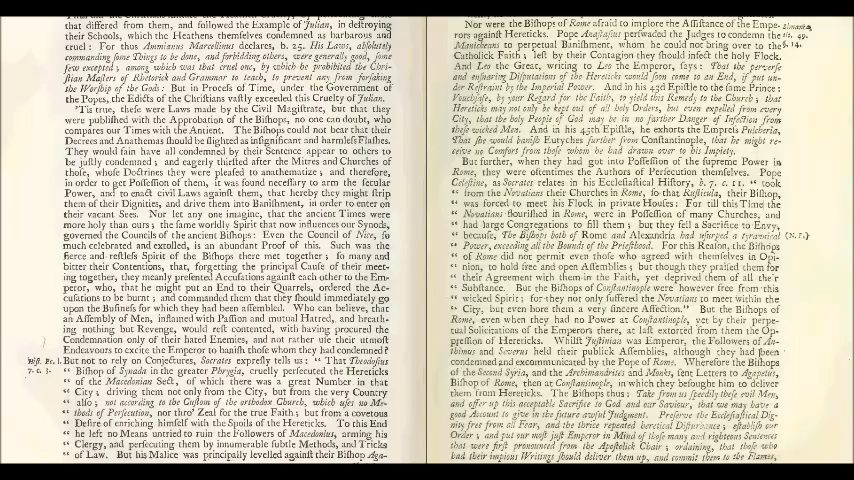 that differed from them, and followed the Example of Julian, in destroying
their Schools, which the Heathens themselves condemned as barbarous and
cruel: For thus Ammianus Marcellinus declares, b. 25. His Laws, absolutely
commanding some Things to be done, and forbidding others, were generally good, some
few excepted; among which was that cruel one, by which he prohibited the Chri-
stian Masters of Rhetorick and Grammar to teach, to prevent any from forsaking
the Worship of the Gods: But in Process of Time, under the Government of
the Popes, the Edicts of the Christians vastly exceeded this Cruelty of Julian.
'Tis true, these were Laws made by the Civil Magistrate, but that they
were published with the Approbation of the Bishops, no one can doubt, who
compares our Times with the Antient. The Bishops could not bear that their
Decrees and Anathemas should be slighted as insignificant and harmless Flashes.
They would fain have all condemned by their Sentence appear to others to
be justly condemned; and eagerly thirsted after the Mitres and Churches of
those, whose Doctrines they were pleased to anathematize; and therefore,
in order to get Possession of them, it was found necessary to arm the secular
Power, and to enact civil Laws against them, that hereby they might strip
them of their Dignities, and drive them into Banishment, in order to enter on
their vacant Sees. Nor let any one imagine, that the ancient Times were
more holy than ours; the same worldly Spirit that now influences our Synods,
governed the Councils of the ancient Bishops: Even the Council of Nice, so
much celebrated and extolled, is an abundant Proof of this. Such was the
fierce and restless Spirit of the Bishops there met together; so many and
bitter their Contentions, that, forgetting the principal Cause of their meet-
ing together, they meanly presented Accusations against each other to the Em-
peror, who, that he might put an End to their Quarrels, ordered the Ac-
cusations to be burnt; and commanded them that they should immediately go
upon the Business for which they had been assembled. Who can believe, that
an Assembly of Men, inflamed with Passion and mutual Hatred, and breath-
ing nothing but Revenge, would rest contented, with having procured the
Condemnation only of their hated Enemies, and not rather use their utmost
Endeavours to excite the Emperor to banish those whom they had condemned?
Hist. Ec. l. But not to rely on Conjectures, Socrates expresly tells us: " That Theodosius
7. c. 3. " Bishop of Synada in the greater Phrygia, cruelly persecuted the Hereticks
" of the Macedonian Sect, of which there was a great Number in that
" City; driving them not only from the City, but from the very Country
" also; not according to the Custom of the orthodox Church, which uses no Me-
" thods of Persecution, nor thro' Zeal for the true Faith; but from a covetous
" Desire of enriching himself with the Spoils of the Hereticks. To this End
" he left no Means untried to ruin the Followers of Macedonius, arming his
" Clergy, and persecuting them by innumerable subtle Methods, and Tricks
" of Law. But his Malice was principally levelled against their Bishop Aga-
Nor were the Bishops of Rome afraid to implore the Assistance of the Empe-
rors against Hereticks. Pope Anastasius perswaded the Judges to condemn the tit. 49.
Manicheans to perpetual Banishment, whom he could not bring over to the
Catholick Faith; lest by their Contagion they should infect the holy Flock.
And Leo the Great, writing to Leo the Emperor, says: That the perverse
and ensnaring Disputations of the Hereticks would soon come to an End, if put un-
der Restraint by the Imperial Power. And in his 43d Epistle to the same Prince:
Vouchsafe, by your Regard for the Faith, to yield this Remedy to the Church; that
Hereticks may not only be kept out of all holy Orders, but even expelled from every
City, that the holy People of God may be in no further Danger of Infection from
these wicked Men. And in his 45th Epistle, he exhorts the Empress Pulcheria,
That she would banish Eutyches further from Constantinople, that he might re-
ceive no Comfort from those whom he had drawn over to his Impiety.
But further, when they had got into Possession of the supreme Power in
Rome, they were oftentimes the Authors of Persecution themselves. Pope
Celestine, as Socrates relates in his Ecclesiastical History, b. 7. c. 11. " took
" from the Novatians their Churches in Rome, so that Rusticula, their Bishop,
" was forced to meet his Flock in private Houses: For till this Time the
" Novatians flourished in Rome, were in Possession of many Churches, and
" had large Congregations to fill them; but they fell a Sacrifice to Envy,
" because, The Bishops both of Rome and Alexandria had usurped a tyrannical
" Power, exceeding all the Bounds of the Priesthood. For this Reason, the Bishops
" of Rome did not permit even those who agreed with themselves in Opi-
" nion, to hold free and open Assemblies; but though they praised them for
" their Agreement with them in the Faith, yet deprived them of all their
" Substance. But the Bishops of Constantinople were however free from this
" wicked Spirit; for they not only suffered the Novatians to meet within the
" City, but even bore them a very sincere Affection." But the Bishops of
Rome, even when they had no Power at Constantinople, yet by their perpe-
tual Solicitations of the Emperors there, at last extorted from them the Op-
pression of Hereticks. Whilst Justinian was Emperor, the Followers of An-
thimus and Severus held their publick Assemblies, although they had been
condemned and excommunicated by the Pope of Rome. Wherefore the Bishops
of the Second Syria, and the Archimandrites and Monks, sent Letters to Agapetus,
Bishop of Rome, then at Constantinople, in which they besought him to deliver
them from Hereticks. The Bishops thus: Take from us speedily these evil Men,
and offer up this acceptable Sacrifice to God and our Saviour, that we may have a
good Account to give in the future awful Judgment. Preserve the Ecclesiastical Dig-
nity free from all Fear, and the thrice repeated heretical Disturbance; establish our
Order; and put our most just Emperor in Mind of those many and righteous Sentences
that were first pronounced from the Apostolick Chair; ordaining, that those who
had their impious Writings should deliver them up, and commit them to the Flames,